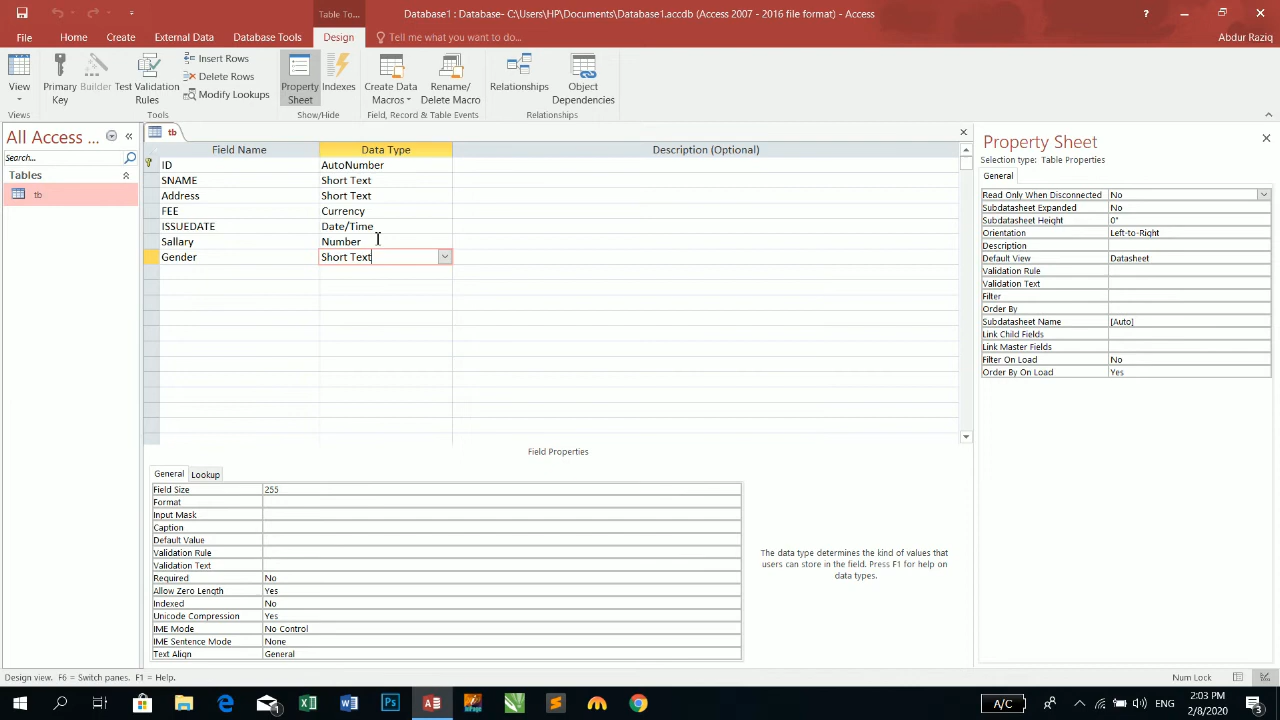 Table To...
Database1 : Database- C:\Users\HP\Documents\Database1.accdb (Access 2007 - 2016 file format) - Access
?
File
Home
Create
External Data
Database Tools
Design
Tell me what you want to do...
Abdur Raziq
View
Primary Key
Builder
Test Validation Rules
Insert Rows
Delete Rows
Modify Lookups
Property Sheet
Indexes
Create Data Macros
Rename/ Delete Macro
Relationships
Object Dependencies
Views
Tools
Show/Hide
Field, Record & Table Events
Relationships
All Access ...
Search...
Tables
tb
tb
Field Name Data Type Description (Optional)
ID AutoNumber
SNAME Short Text
Address Short Text
FEE Currency
ISSUEDATE Date/Time
Sallary Number
Gender Short Text
Field Properties
General Lookup
Field Size 255
Format
Input Mask
Caption
Default Value
Validation Rule
Validation Text
Required No
Allow Zero Length Yes
Indexed No
Unicode Compression Yes
IME Mode No Control
IME Sentence Mode None
Text Align General
The data type determines the kind of values that
users can store in the field. Press F1 for help on
data types.
Property Sheet
Selection type: Table Properties
General
Read Only When Disconnected No
Subdatasheet Expanded No
Subdatasheet Height 0"
Orientation Left-to-Right
Description
Default View Datasheet
Validation Rule
Validation Text
Filter
Order By
Subdatasheet Name [Auto]
Link Child Fields
Link Master Fields
Filter On Load No
Order By On Load Yes
Design view. F6 = Switch panes. F1 = Help.
Num Lock
A/C
ENG
2:03 PM
2/8/2020